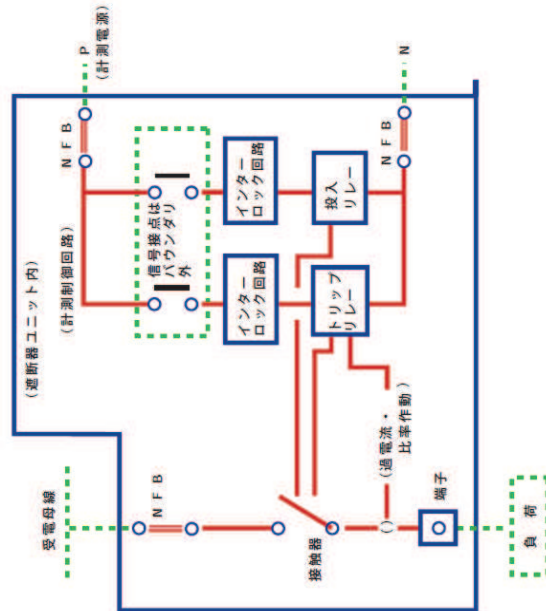 (遮断器ユニット内)
P
(計測電源)
NFB
(計測制御回路)
信号接点は
バウンダリ
外
インター
ロック回路
インター
ロック回路
投入
リレー
トリップ
リレー
NFB
N
受電母線
NFB
接触器
(過電流・
比率作動)
()
端子
負荷